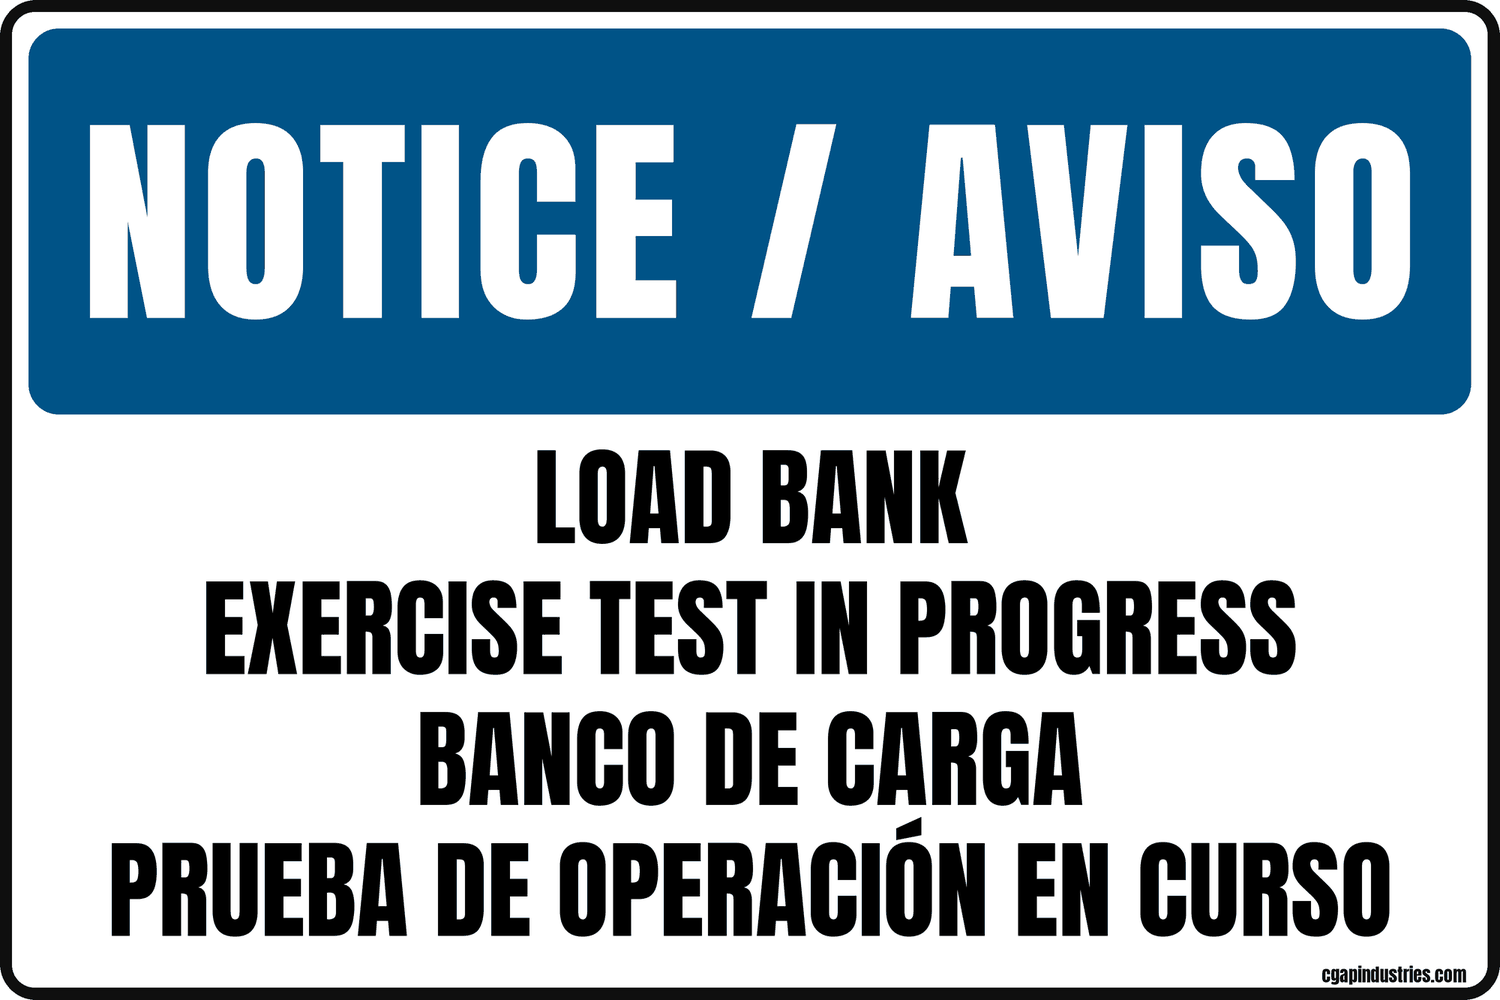 NOTICE / AVISO
LOAD BANK
EXERCISE TEST IN PROGRESS
BANCO DE CARGA
PRUEBA DE OPERACIÓN EN CURSO
cgapindustries.com